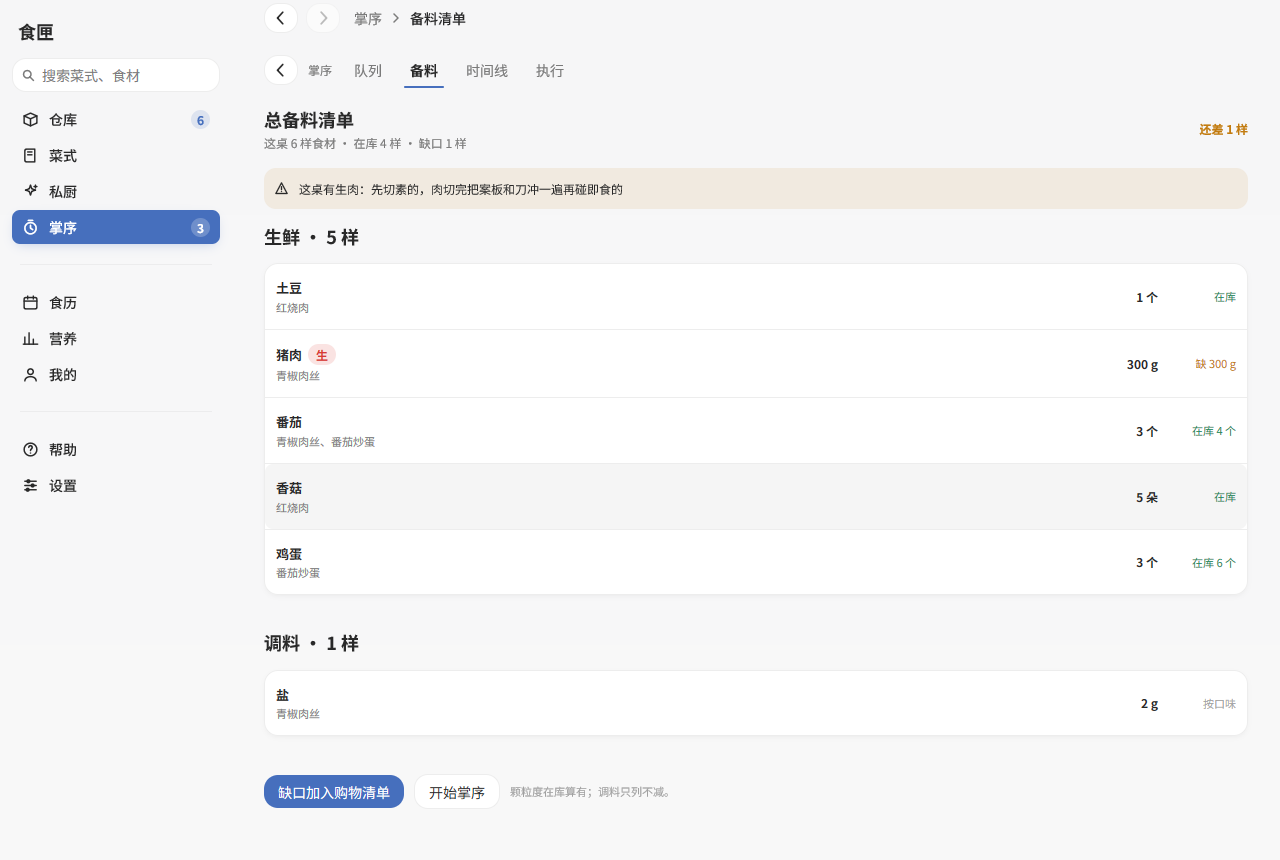 食匣
搜索菜式、食材
仓库 6
菜式
私厨
掌序 3
食历
营养
我的
帮助
设置
掌序 > 备料清单
掌序 队列 备料 时间线 执行
总备料清单
这桌 6 样食材 · 在库 4 样 · 缺口 1 样
还差 1 样
这桌有生肉：先切素的，肉切完把案板和刀冲一遍再碰即食的
生鲜 · 5 样
土豆
红烧肉
1 个 在库
猪肉 生
青椒肉丝
300 g 缺 300 g
番茄
青椒肉丝、番茄炒蛋
3 个 在库 4 个
香菇
红烧肉
5 朵 在库
鸡蛋
番茄炒蛋
3 个 在库 6 个
调料 · 1 样
盐
青椒肉丝
2 g 按口味
缺口加入购物清单 开始掌序 颗粒度在库算有；调料只列不减。